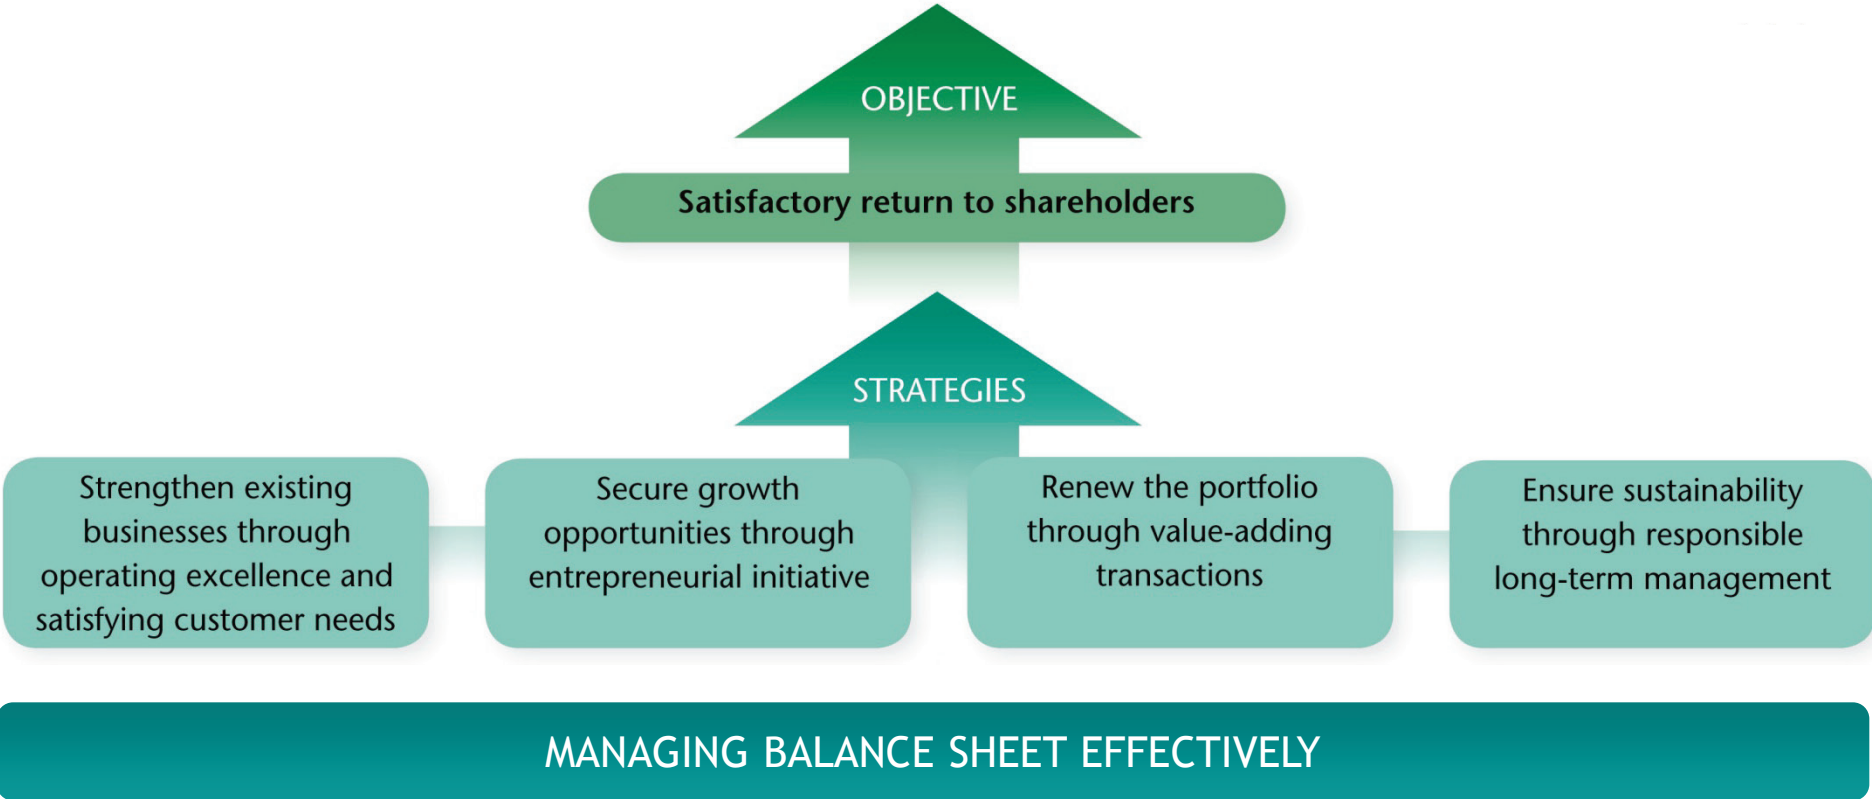 OBJECTIVE
Satisfactory return to shareholders
STRATEGIES
Strengthen existing
businesses through
operating excellence and
satisfying customer needs
Secure growth
opportunities through
entrepreneurial initiative
Renew the portfolio
through value-adding
transactions
Ensure sustainability
through responsible
long-term management
MANAGING BALANCE SHEET EFFECTIVELY